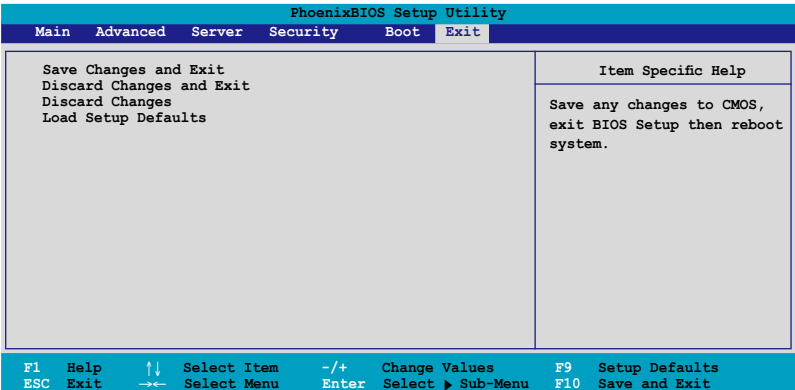 PhoenixBIOS Setup Utility
Main Advanced Server Security Boot Exit
Save Changes and Exit
Discard Changes and Exit
Discard Changes
Load Setup Defaults
Item Specific Help
Save any changes to CMOS,
exit BIOS Setup then reboot
system.
F1 Help ↑↓ Select Item -/+ Change Values F9 Setup Defaults
ESC Exit →← Select Menu Enter Select ▶ Sub-Menu F10 Save and Exit